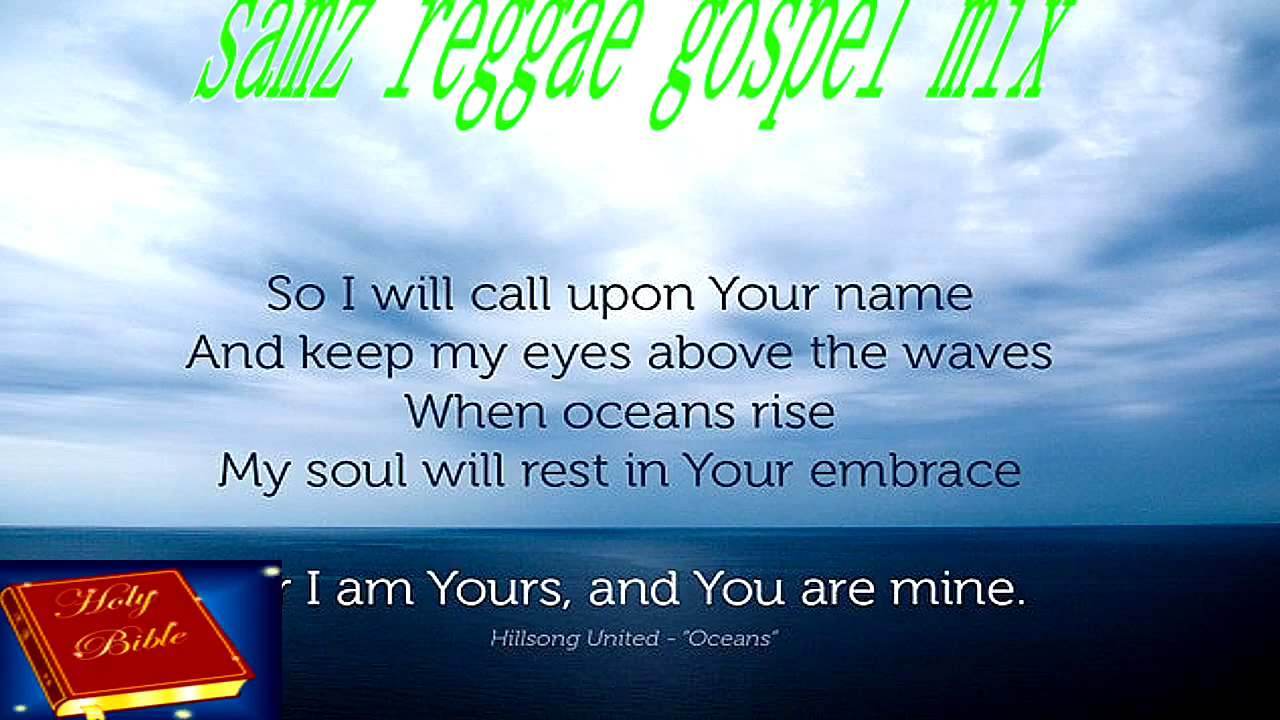 samz reggae gospel mix
So I will call upon Your name
And keep my eyes above the waves
When oceans rise
My soul will rest in Your embrace
r I am Yours, and You are mine.
Hillsong United - "Oceans"
Holy
Bible